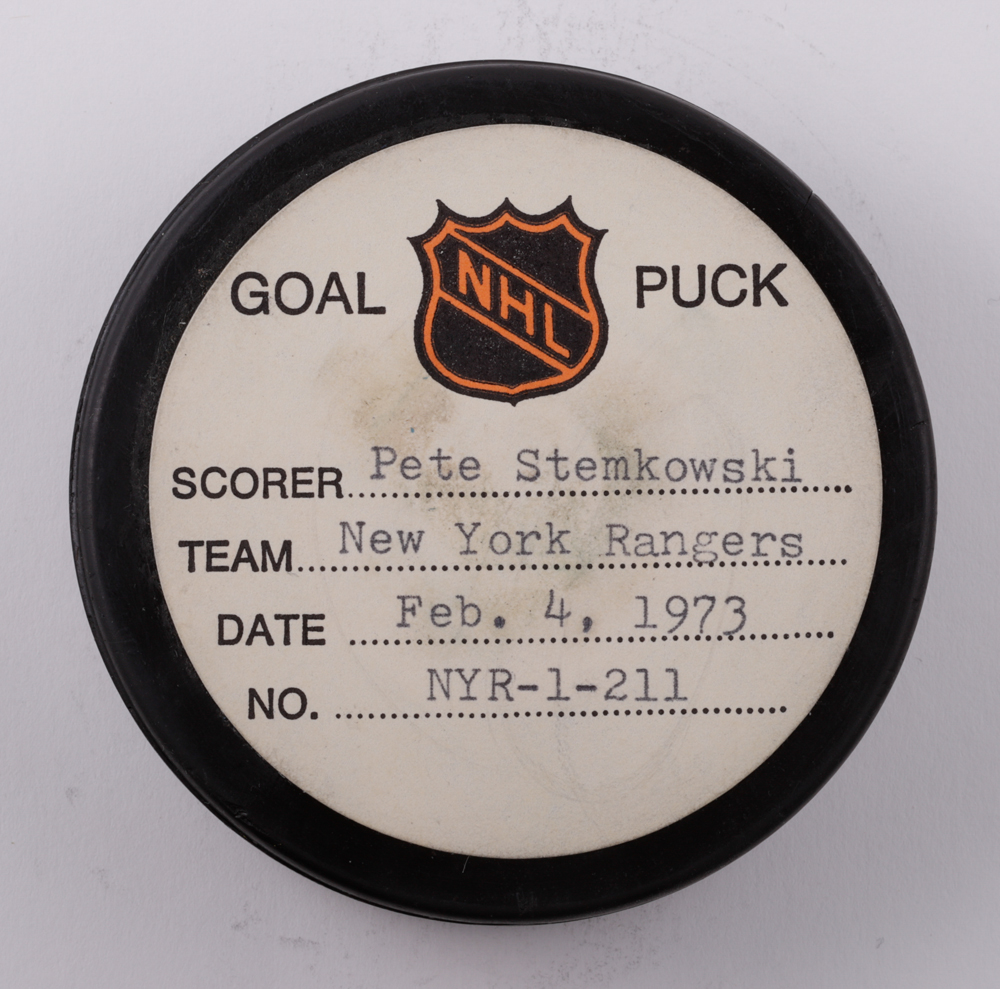 GOAL NHL PUCK
SCORER Pete Stemkowski
TEAM New York Rangers
DATE Feb. 4, 1973
NO. NYR-1-211